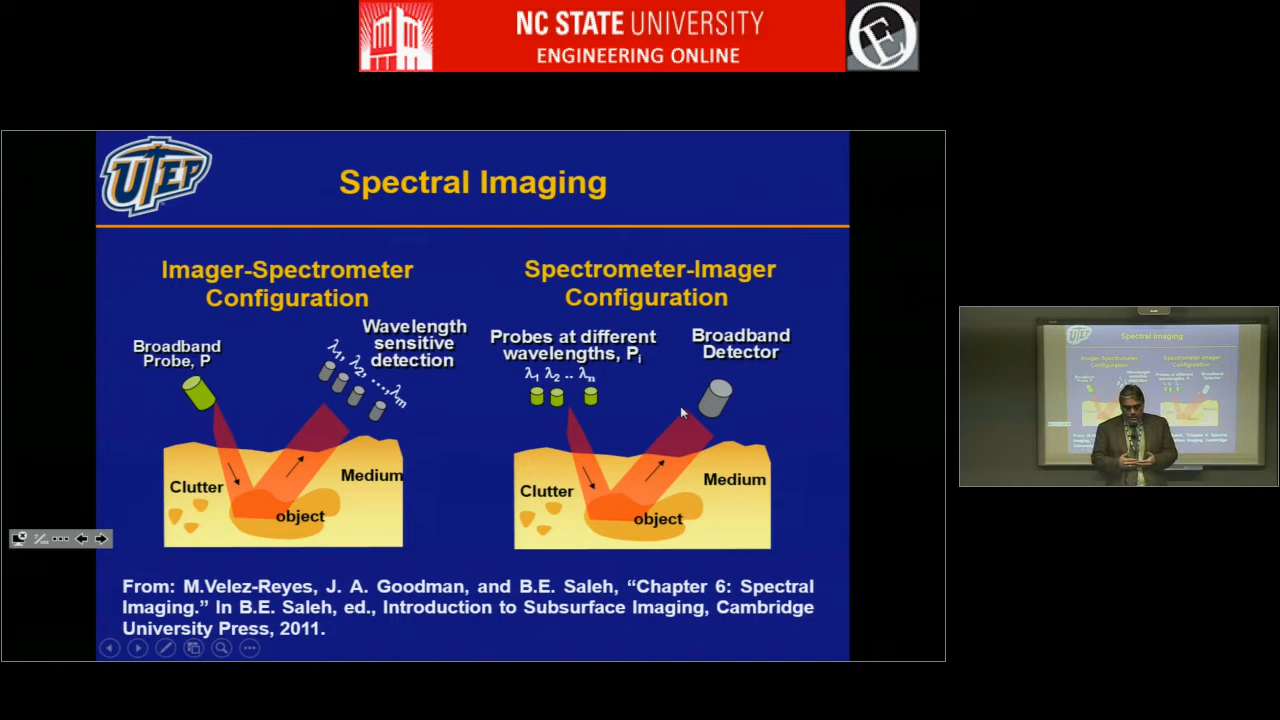 NC STATE UNIVERSITY
ENGINEERING ONLINE
UTEP
Spectral Imaging
Imager-Spectrometer
Configuration
Broadband
Probe, P
Wavelength
sensitive
detection
λ1, λ2, ...,λm
Clutter
Medium
object
Spectrometer-Imager
Configuration
Probes at different
wavelengths, Pi
λ1 λ2 .. λn
Broadband
Detector
Clutter
Medium
object
From: M.Velez-Reyes, J. A. Goodman, and B.E. Saleh, “Chapter 6: Spectral
Imaging.” In B.E. Saleh, ed., Introduction to Subsurface Imaging, Cambridge
University Press, 2011.
Spectral Imaging